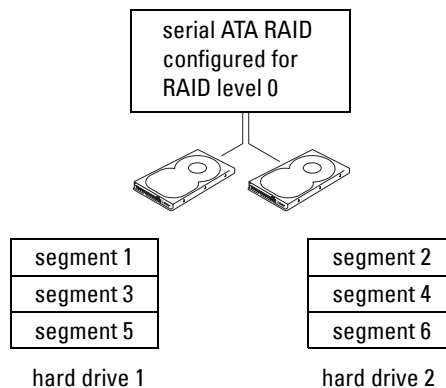 serial ATA RAID
configured for
RAID level 0
segment 1
segment 3
segment 5
hard drive 1
segment 2
segment 4
segment 6
hard drive 2